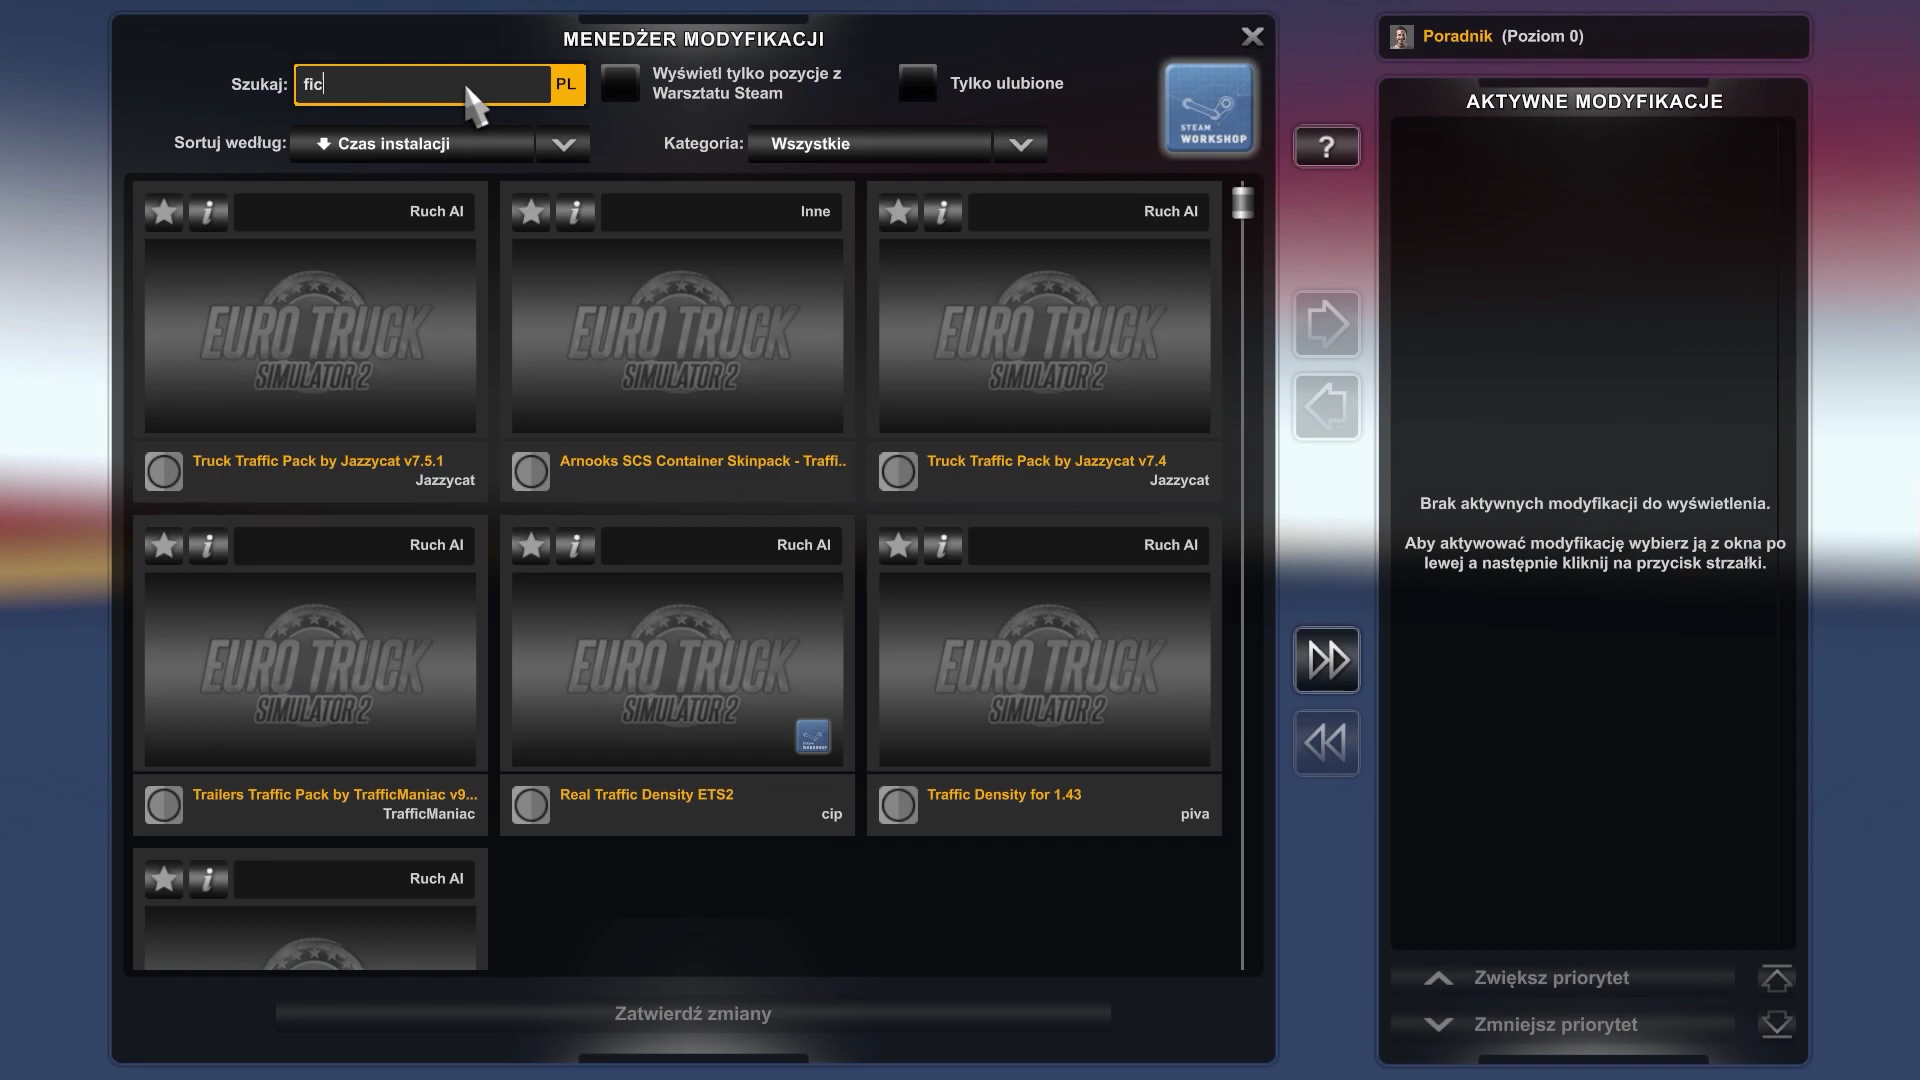 MENEDŻER MODYFIKACJI
Szukaj:
fic
PL
Wyświetl tylko pozycje z
Warsztatu Steam
Tylko ulubione
STEAM
WORKSHOP
Sortuj według:
Czas instalacji
Kategoria:
Wszystkie
i
Ruch AI
EURO TRUCK
SIMULATOR 2
Truck Traffic Pack by Jazzycat v7.5.1
Jazzycat
i
Inne
EURO TRUCK
SIMULATOR 2
Arnooks SCS Container Skinpack - Traffi..
i
Ruch AI
EURO TRUCK
SIMULATOR 2
Truck Traffic Pack by Jazzycat v7.4
Jazzycat
i
Ruch AI
EURO TRUCK
SIMULATOR 2
Trailers Traffic Pack by TrafficManiac v9...
TrafficManiac
i
Ruch AI
EURO TRUCK
SIMULATOR 2
STEAM
WORKSHOP
Real Traffic Density ETS2
cip
i
Ruch AI
EURO TRUCK
SIMULATOR 2
Traffic Density for 1.43
piva
i
Ruch AI
Zatwierdź zmiany
?
Poradnik (Poziom 0)
AKTYWNE MODYFIKACJE
Brak aktywnych modyfikacji do wyświetlenia.
Aby aktywować modyfikację wybierz ją z okna po
lewej a następnie kliknij na przycisk strzałki.
Zwiększ priorytet
Zmniejsz priorytet